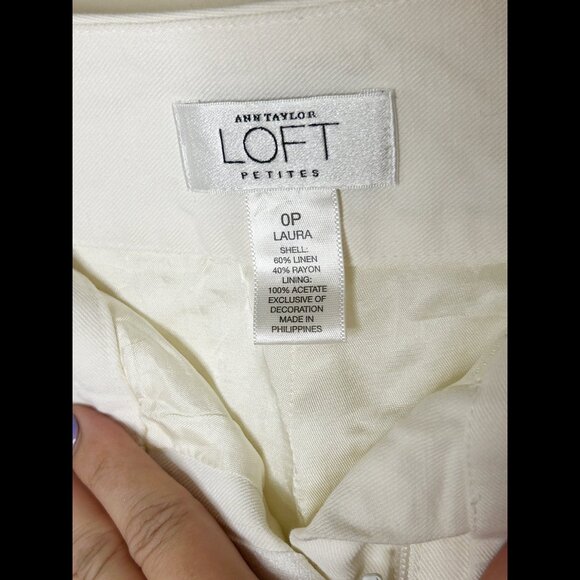 ANN TAYLOR
LOFT
PETITES
0P
LAURA
SHELL:
60% LINEN
40% RAYON
LINING:
100% ACETATE
EXCLUSIVE OF
DECORATION
MADE IN
PHILIPPINES